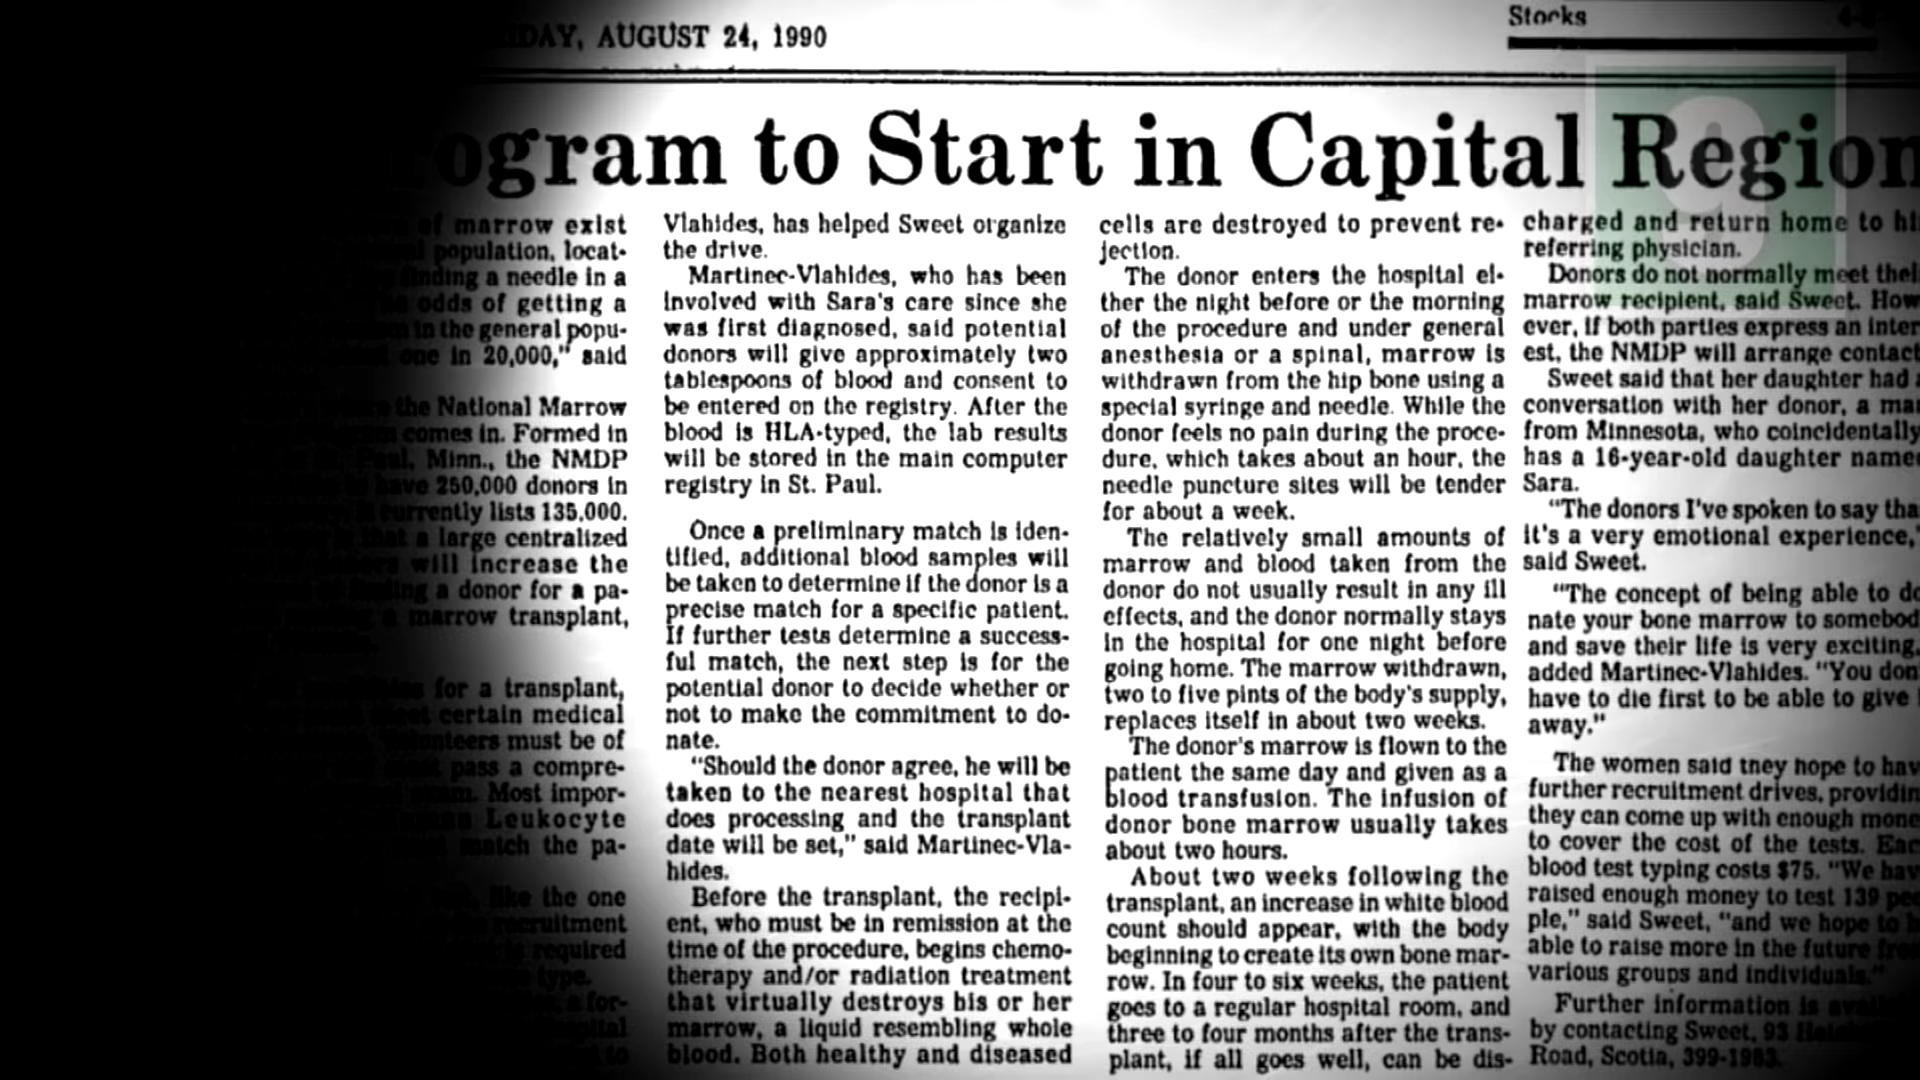 AUGUST 24, 1990
Stocks
9
ogram to Start in Capital Region
of marrow exist
population, locat-
finding a needle in a
odds of getting a
in the general popu-
one in 20,000," said
the National Marrow
comes in. Formed in
Paul, Minn., the NMDP
have 250,000 donors in
currently lists 135,000.
that a large centralized
will increase the
a donor for a pa-
marrow transplant,
for a transplant,
certain medical
Volunteers must be of
pass a compre-
Most impor-
Leukocyte
match the pa-
like the one
recruitment
required
type.
a for-
to
Vlahides, has helped Sweet organize
the drive.
Martinec-Vlahides, who has been
involved with Sara's care since she
was first diagnosed, said potential
donors will give approximately two
tablespoons of blood and consent to
be entered on the registry. After the
blood is HLA-typed, the lab results
will be stored in the main computer
registry in St. Paul.
Once a preliminary match is iden-
tified, additional blood samples will
be taken to determine if the donor is a
precise match for a specific patient.
If further tests determine a success-
ful match, the next step is for the
potential donor to decide whether or
not to make the commitment to do-
nate.
"Should the donor agree, he will be
taken to the nearest hospital that
does processing and the transplant
date will be set," said Martinec-Vla-
hides.
Before the transplant, the recipi-
ent, who must be in remission at the
time of the procedure, begins chemo-
therapy and/or radiation treatment
that virtually destroys his or her
marrow, a liquid resembling whole
blood. Both healthy and diseased
cells are destroyed to prevent re-
jection.
The donor enters the hospital ei-
ther the night before or the morning
of the procedure and under general
anesthesia or a spinal, marrow is
withdrawn from the hip bone using a
special syringe and needle. While the
donor feels no pain during the proce-
dure, which takes about an hour, the
needle puncture sites will be tender
for about a week.
The relatively small amounts of
marrow and blood taken from the
donor do not usually result in any ill
effects, and the donor normally stays
in the hospital for one night before
going home. The marrow withdrawn,
two to five pints of the body's supply,
replaces itself in about two weeks.
The donor's marrow is flown to the
patient the same day and given as a
blood transfusion. The infusion of
donor bone marrow usually takes
about two hours.
About two weeks following the
transplant, an increase in white blood
count should appear, with the body
beginning to create its own bone mar-
row. In four to six weeks, the patient
goes to a regular hospital room, and
three to four months after the trans-
plant, if all goes well, can be dis-
charged and return home to hi
referring physician.
Donors do not normally meet thei
marrow recipient, said Sweet. How
ever, if both parties express an inter
est, the NMDP will arrange contact
Sweet said that her daughter had a
conversation with her donor, a ma
from Minnesota, who coincidentally
has a 16-year-old daughter name
Sara.
"The donors I've spoken to say tha
it's a very emotional experience,"
said Sweet.
"The concept of being able to do
nate your bone marrow to somebod
and save their life is very exciting,
added Martinec-Vlahides. "You don
have to die first to be able to give i
away."
The women said they hope to hav
further recruitment drives, providin
they can come up with enough mone
to cover the cost of the tests. Eac
blood test typing costs $75. "We hav
raised enough money to test 139 peo
ple," said Sweet, "and we hope to b
able to raise more in the future from
various groups and individuals."
Further information is
by contacting Sweet, 93
Road, Scotia, 399-1983.